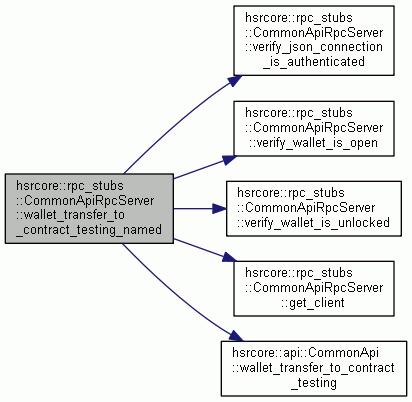 hsrcore::rpc_stubs
::CommonApiRpcServer
::wallet_transfer_to
_contract_testing_named
hsrcore::rpc_stubs
::CommonApiRpcServer
::verify_json_connection
_is_authenticated
hsrcore::rpc_stubs
::CommonApiRpcServer
::verify_wallet_is_open
hsrcore::rpc_stubs
::CommonApiRpcServer
::verify_wallet_is_unlocked
hsrcore::rpc_stubs
::CommonApiRpcServer
::get_client
hsrcore::api::CommonApi
::wallet_transfer_to_contract
_testing